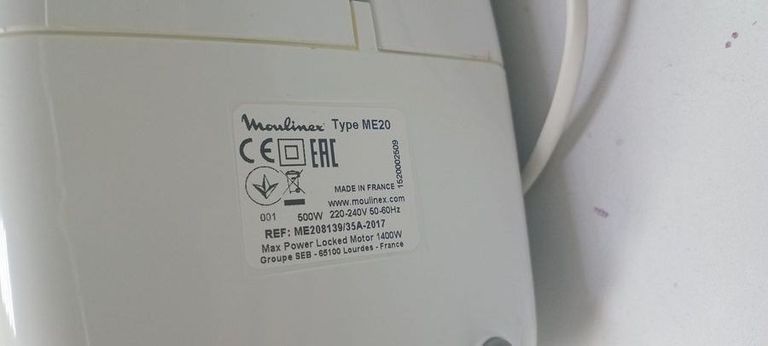 Moulinex Type ME20
CE EAC
MADE IN FRANCE
www.moulinex.com
001 500W 220-240V 50-60Hz
REF: ME208139/35A-2017
Max Power Locked Motor 1400W
Groupe SEB - 65100 Lourdes - France
1520002509